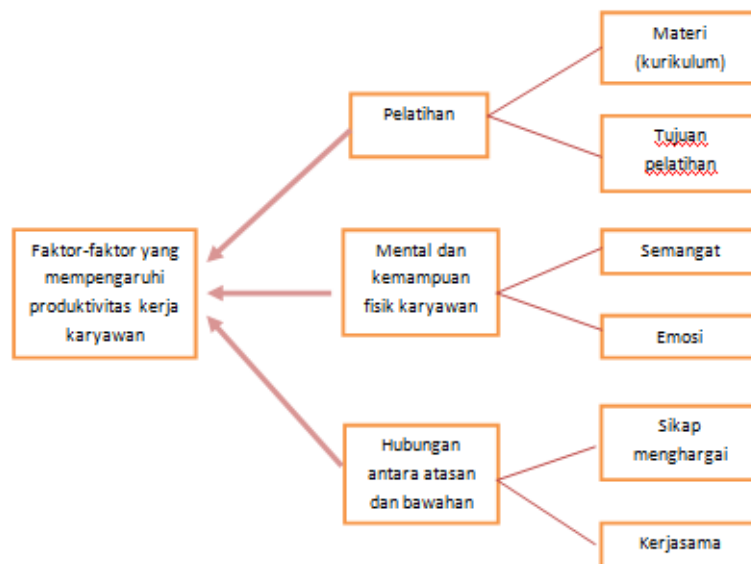 Materi
(kurikulum)
Pelatihan
Tujuan
pelatihan
Faktor-faktor yang
mempengaruhi
produktivitas kerja
karyawan
Mental dan
kemampuan
fisik karyawan
Semangat
Emosi
Hubungan
antara atasan
dan bawahan
Sikap
menghargai
Kerjasama